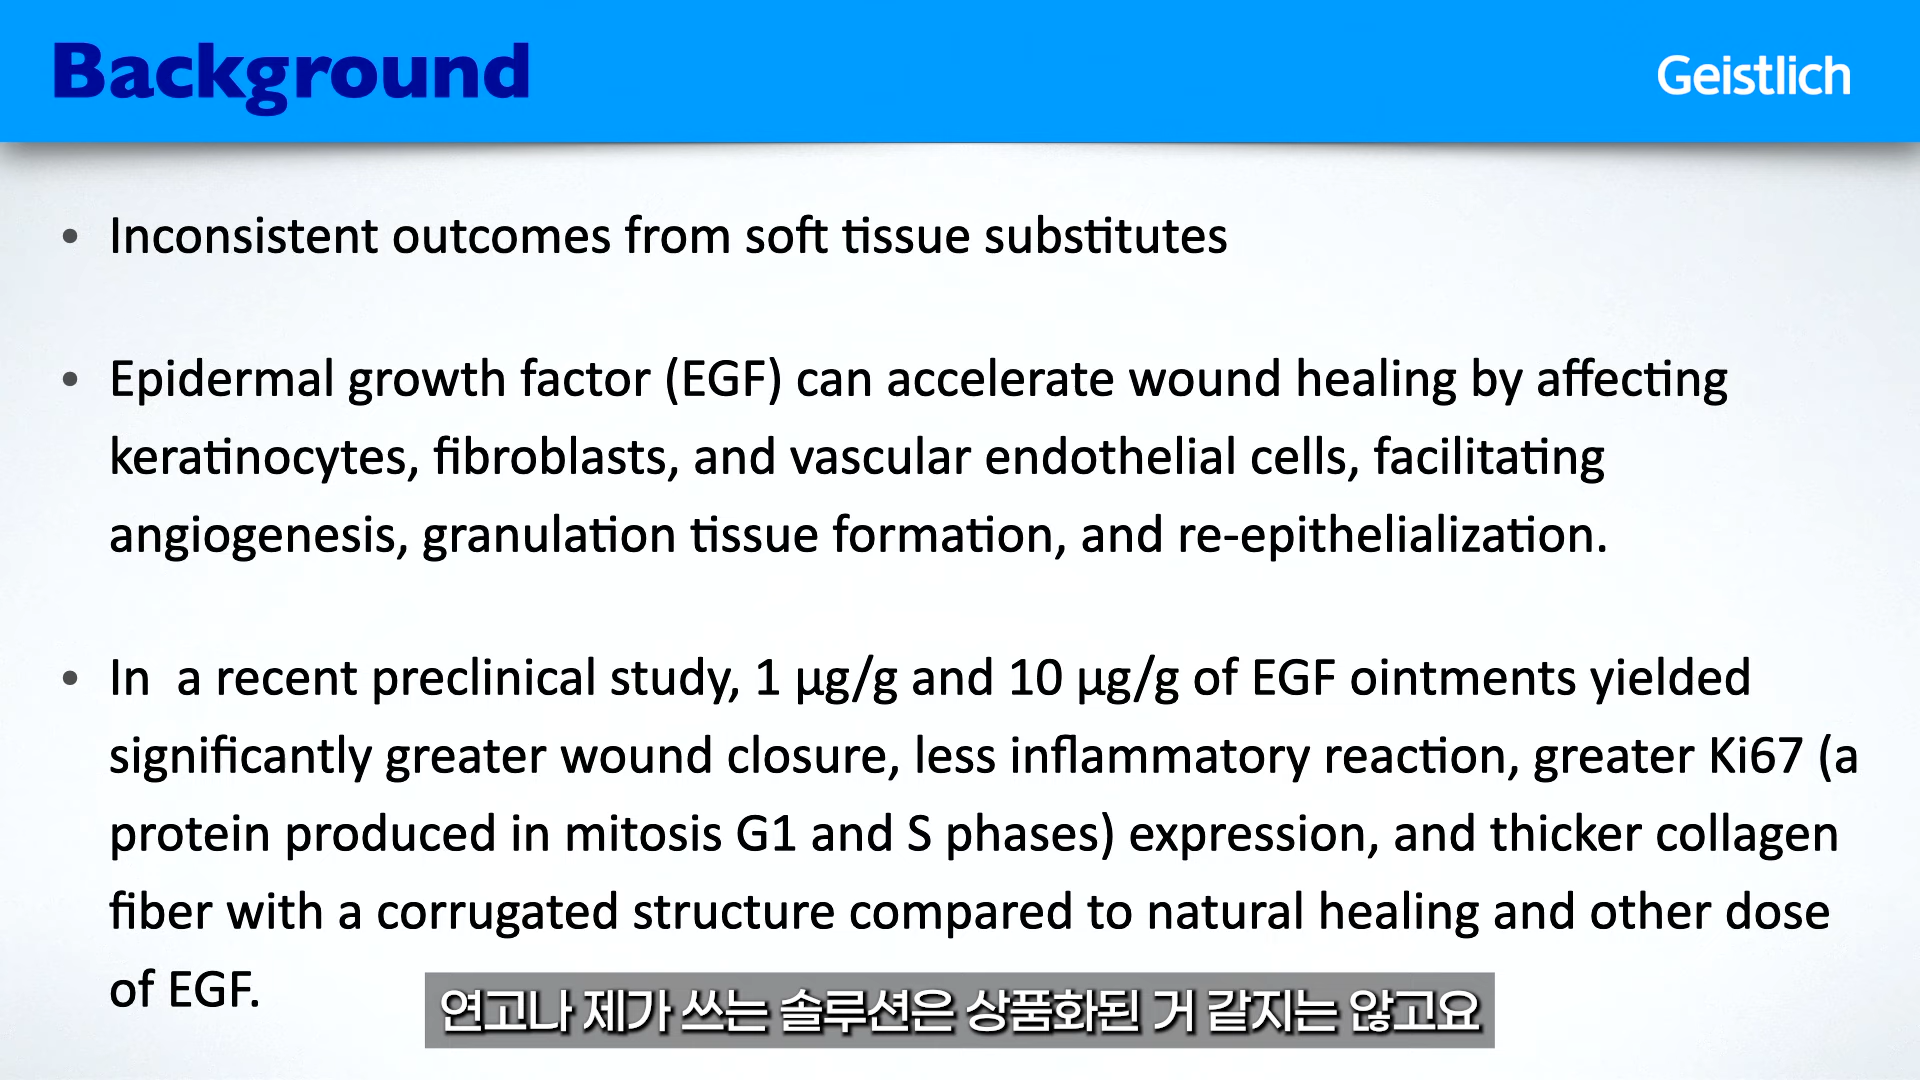 Background
Geistlich
• Inconsistent outcomes from soft tissue substitutes
• Epidermal growth factor (EGF) can accelerate wound healing by affecting
keratinocytes, fibroblasts, and vascular endothelial cells, facilitating
angiogenesis, granulation tissue formation, and re-epithelialization.
• In  a recent preclinical study, 1 μg/g and 10 μg/g of EGF ointments yielded
significantly greater wound closure, less inflammatory reaction, greater Ki67 (a
protein produced in mitosis G1 and S phases) expression, and thicker collagen
fiber with a corrugated structure compared to natural healing and other dose
of EGF.
연고나 제가 쓰는 솔루션은 상품화된 거 같지는 않고요